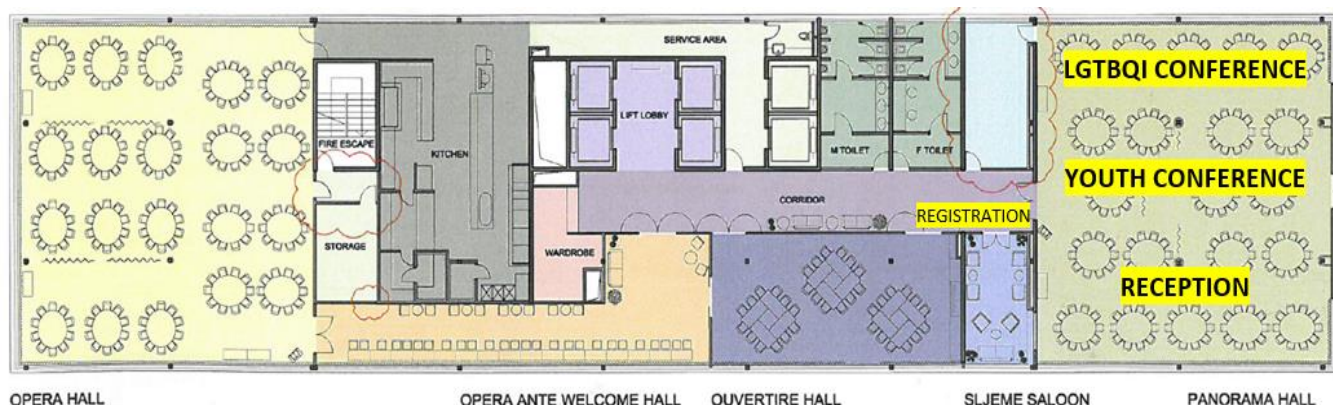 SERVICE AREA
LGTBQI CONFERENCE
LIFT LOBBY
FIRE ESCAPE
KITCHEN
M TOILET
F TOILET
YOUTH CONFERENCE
CORRIDOR
REGISTRATION
STORAGE
WARDROBE
RECEPTION
OPERA HALL
OPERA ANTE WELCOME HALL
OUVERTIRE HALL
SLJEME SALOON
PANORAMA HALL